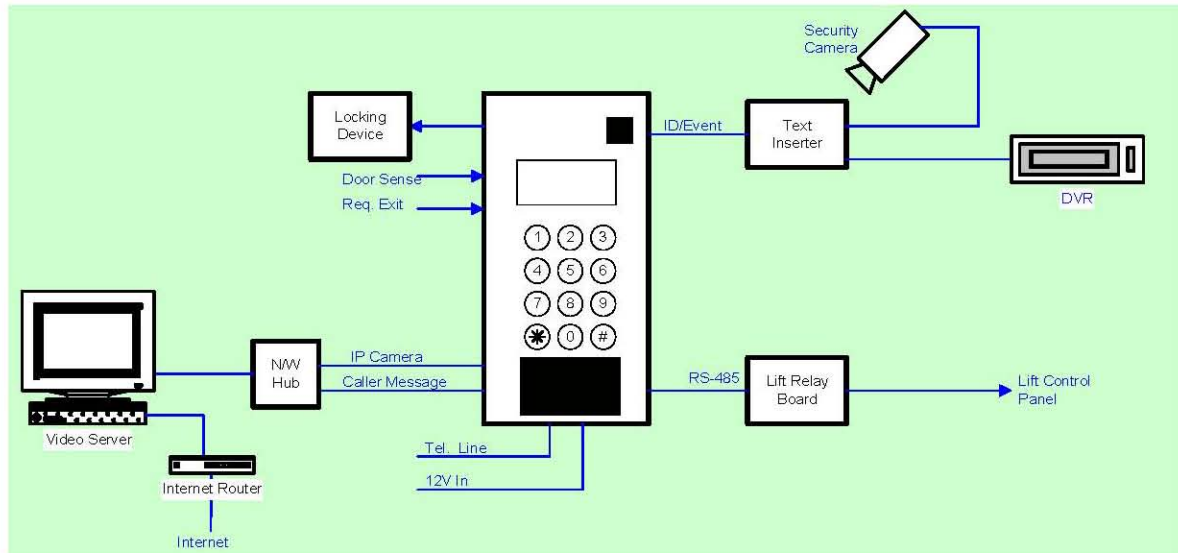 Security
Camera
Locking
Device
ID/Event
Text
Inserter
Door Sense
Req. Exit
DVR
1 2 3
4 5 6
7 8 9
✱ 0 #
N/W
Hub
IP Camera
Caller Message
RS-485
Lift Relay
Board
Lift Control
Panel
Video Server
Tel. Line
12V In
Internet Router
Internet